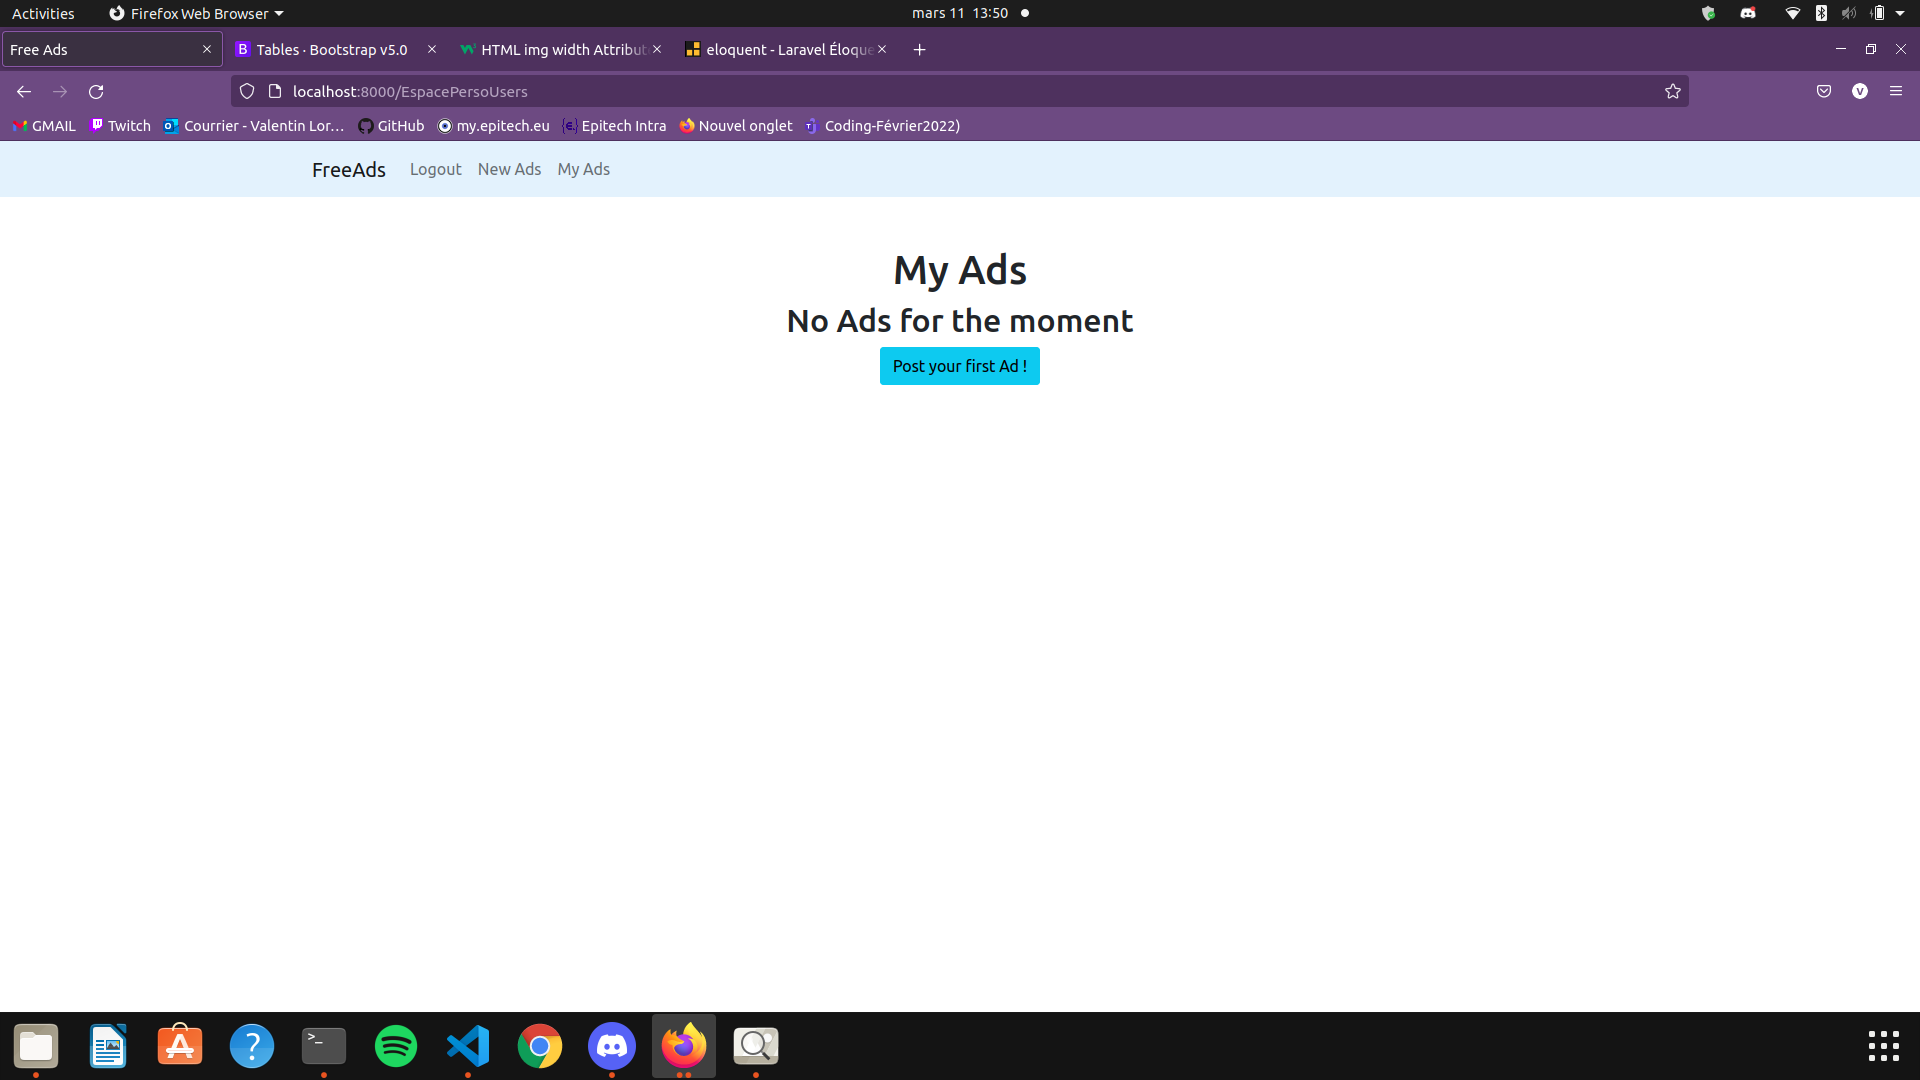 Activities Firefox Web Browser mars 11 13:50
Free Ads Tables · Bootstrap v5.0 HTML img width Attribut eloquent - Laravel Éloque
localhost:8000/EspacePersoUsers V
GMAIL Twitch Courrier - Valentin Lor… GitHub my.epitech.eu Epitech Intra Nouvel onglet Coding-Février2022)
FreeAds Logout New Ads My Ads
My Ads
No Ads for the moment
Post your first Ad !